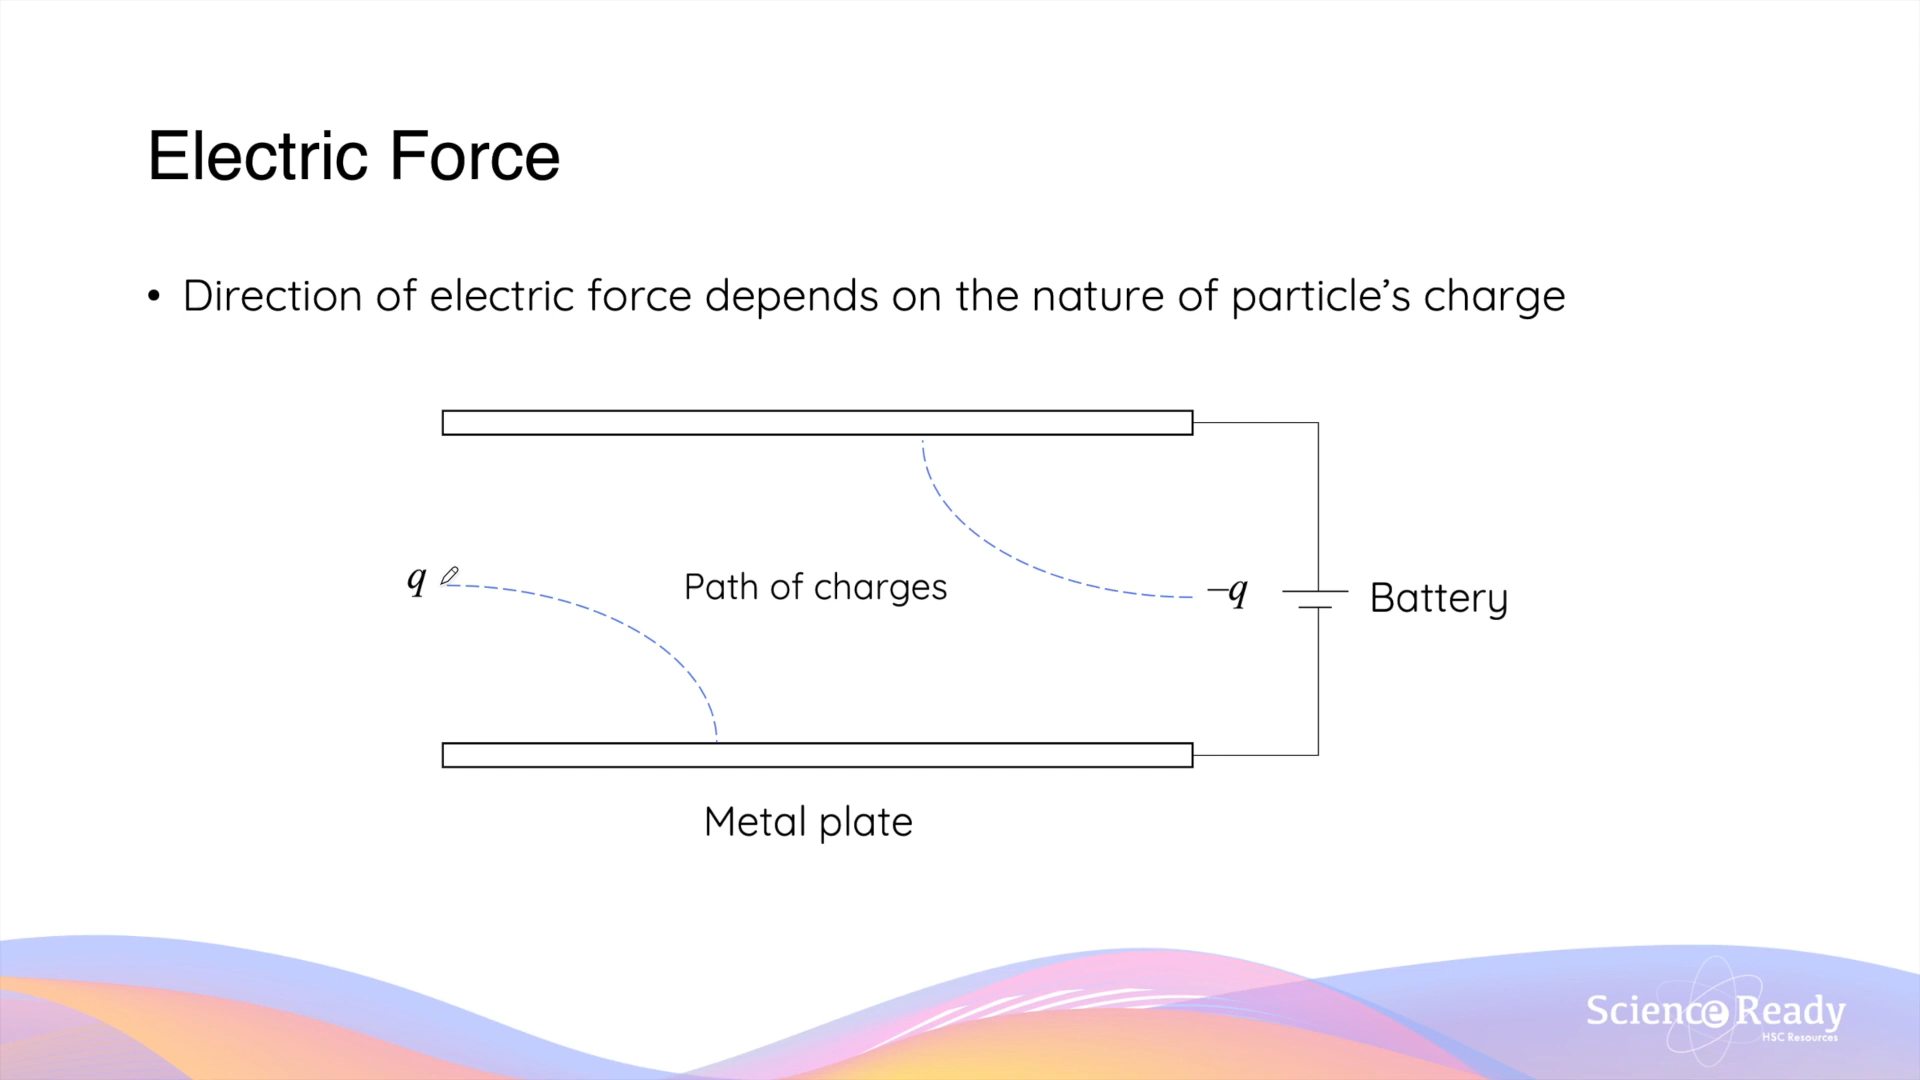 Electric Force
• Direction of electric force depends on the nature of particle’s charge
q
Path of charges
−q
Battery
Metal plate
Science Ready
HSC Resources